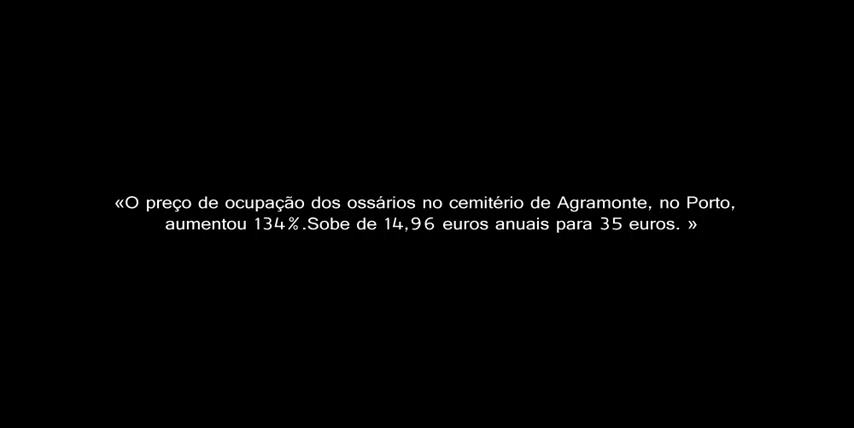 «O preço de ocupação dos ossários no cemitério de Agramonte, no Porto,
aumentou 134%.Sobe de 14,96 euros anuais para 35 euros. »